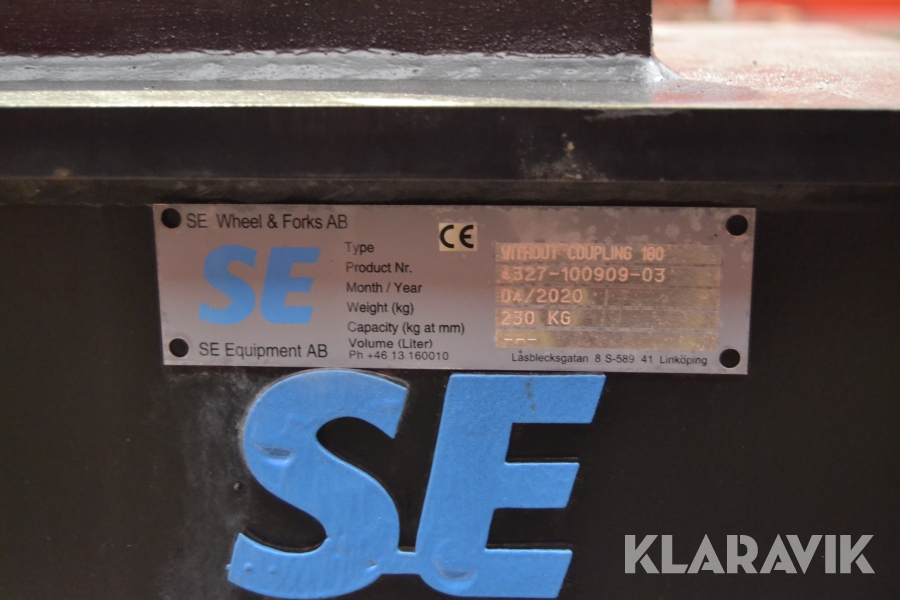 SE Wheel & Forks AB
SE
SE Equipment AB
CE
Type VITHOUT COUPLING 180
Product Nr. 4327-100909-03
Month / Year 04/2020
Weight (kg) 230 KG
Capacity (kg at mm) ---
Volume (Liter)
Ph +46 13 160010
Låsblecksgatan 8 S-589 41 Linköping
SE
KLARAVIK